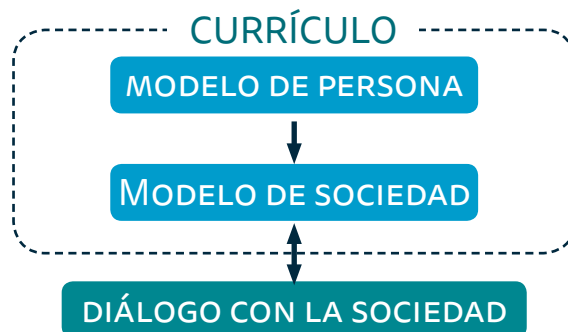 CURRÍCULO
MODELO DE PERSONA
MODELO DE SOCIEDAD
DIÁLOGO CON LA SOCIEDAD